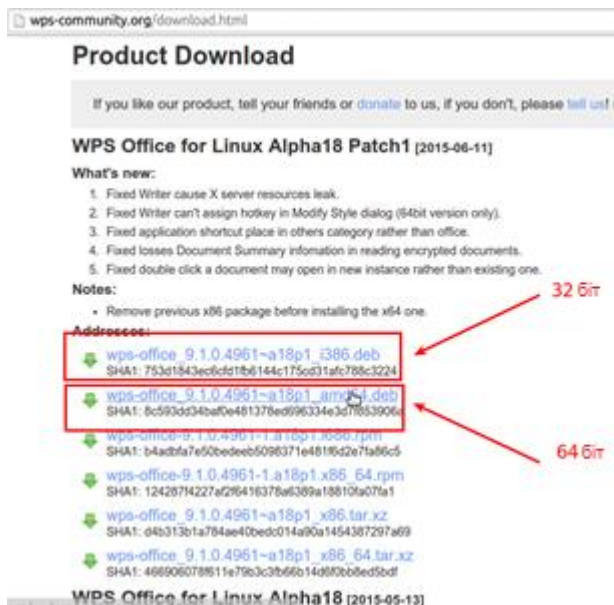 wps-community.org/download.html
Product Download
If you like our product, tell your friends or donate to us, if you don't, please tell us!
WPS Office for Linux Alpha18 Patch1 [2015-06-11]
What's new:
1. Fixed Writer cause X server resources leak.
2. Fixed Writer can't assign hotkey in Modify Style dialog (64bit version only).
3. Fixed application shortcut place in others category rather than office.
4. Fixed losses Document Summary infomation in reading encrypted documents.
5. Fixed double click a document may open in new instance rather than existing one.
Notes:
32 біт
• Remove previous x86 package before installing the x64 one.
Addresses:
wps-office_9.1.0.4961~a18p1_i386.deb
SHA1: 753d1843ec6cfd1fb6144c175cd31afc788c3224
wps-office_9.1.0.4961~a18p1_amd64.deb
SHA1: 8c593dd34baf0e481378ed696334e3d7f853906a
wps-office-9.1.0.4961-1.a18p1.i686.rpm
SHA1: b4adbfa7e50bedeeb5098371e481f6d2e7fa86c5
64 біт
wps-office-9.1.0.4961-1.a18p1.x86_64.rpm
SHA1: 124287f4227af2f6416378a6389a18810fa07fa1
wps-office_9.1.0.4961~a18p1_x86.tar.xz
SHA1: d4b313b1a784ae40bedc014a90a1454387297a69
wps-office_9.1.0.4961~a18p1_x86_64.tar.xz
SHA1: 466906078f611e79b3c3fb66b14d6f0bb8ed5bdf
WPS Office for Linux Alpha18 [2015-05-13]